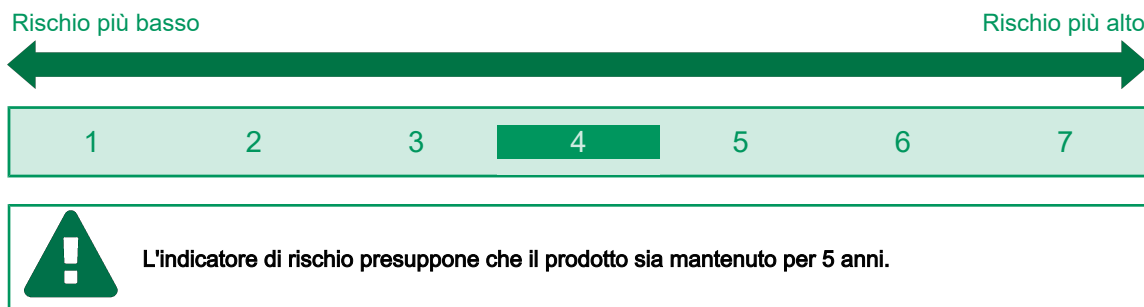 Rischio più basso Rischio più alto
1 2 3 4 5 6 7
L'indicatore di rischio presuppone che il prodotto sia mantenuto per 5 anni.